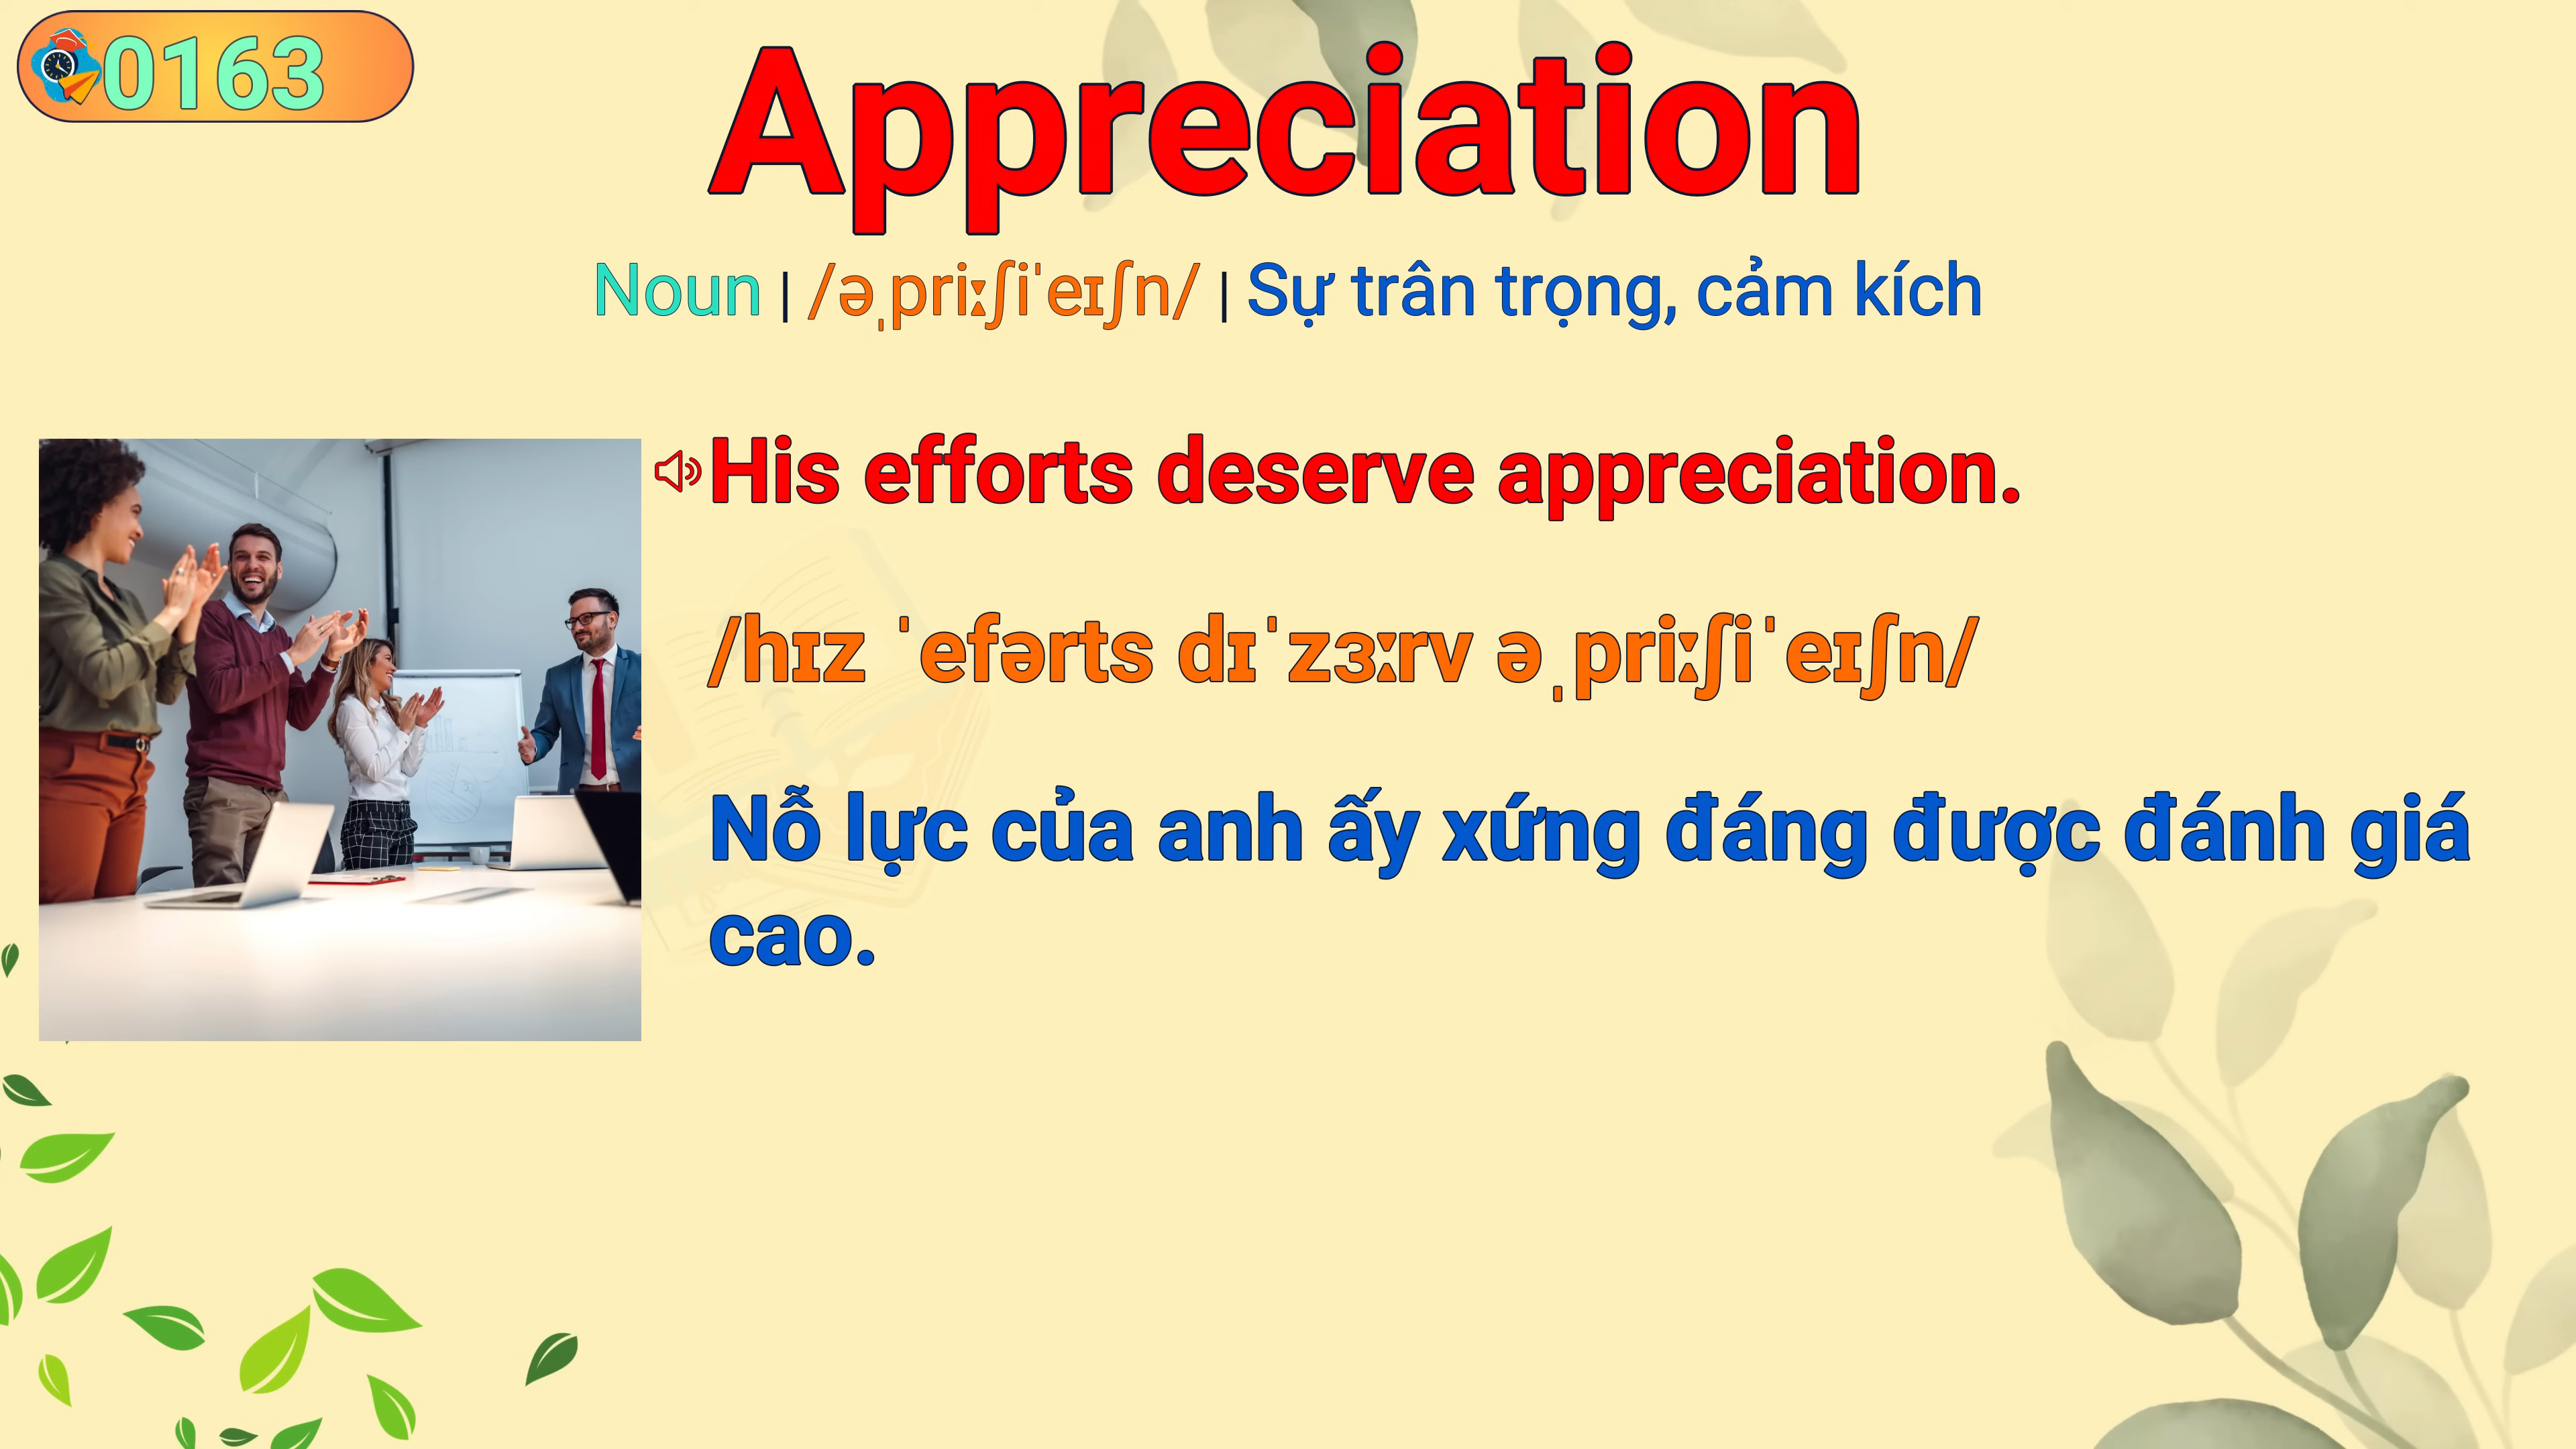 0163
Appreciation
Noun | /əˌpriːʃiˈeɪʃn/ | Sự trân trọng, cảm kích
His efforts deserve appreciation.
/hɪz ˈefərts dɪˈzɜːrv əˌpriːʃiˈeɪʃn/
Nỗ lực của anh ấy xứng đáng được đánh giá
cao.